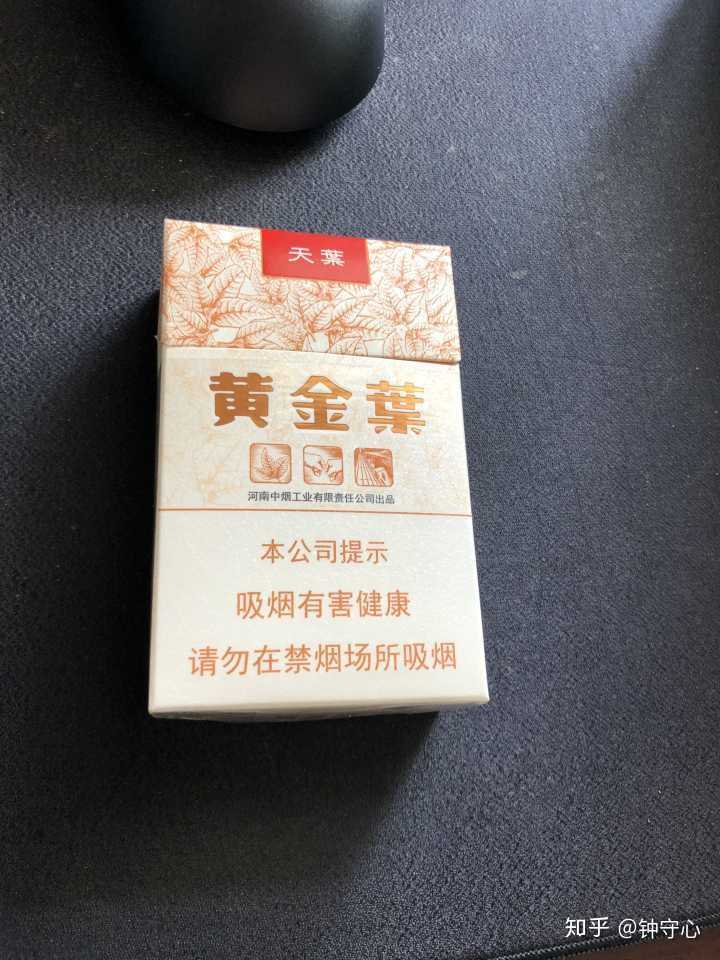 天葉
黄金葉
河南中烟工业有限责任公司出品
本公司提示
吸烟有害健康
请勿在禁烟场所吸烟
知乎 @钟守心